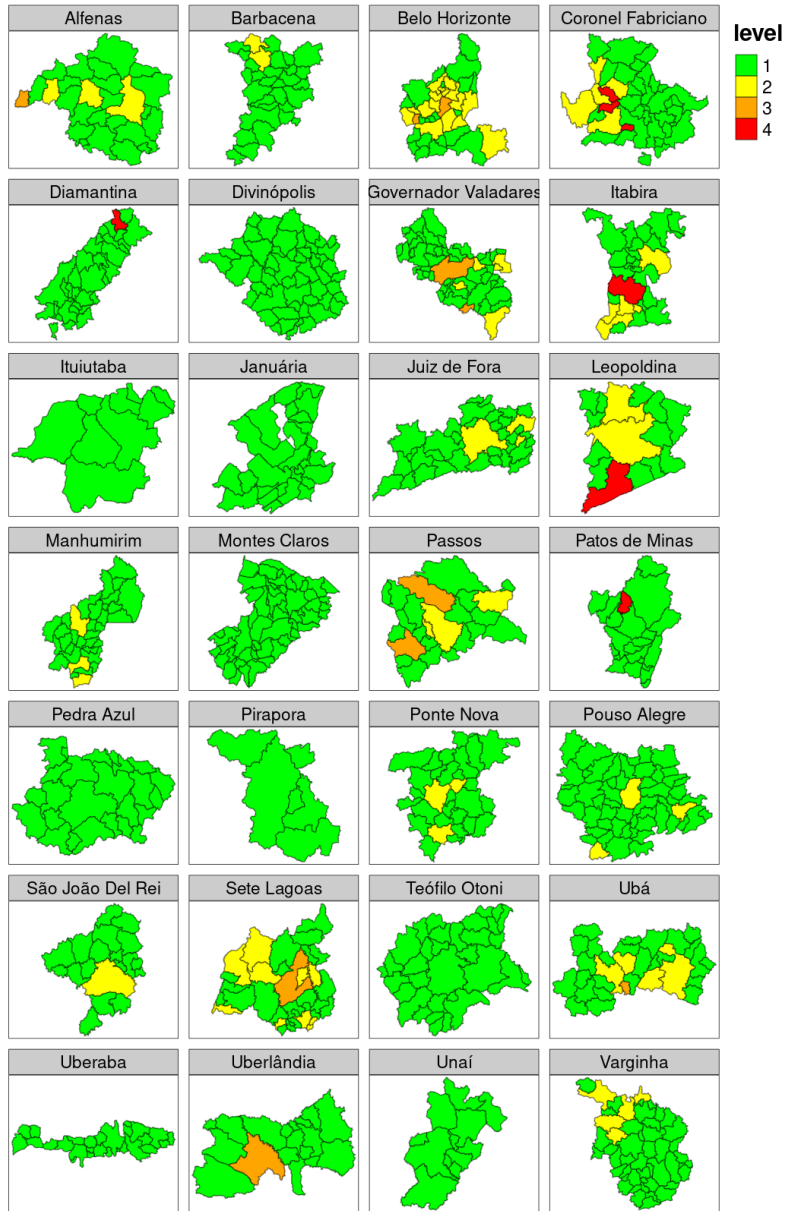 Alfenas
Barbacena
Belo Horizonte
Coronel Fabriciano
level
1
2
3
4
Diamantina
Divinópolis
Governador Valadares
Itabira
Ituiutaba
Januária
Juiz de Fora
Leopoldina
Manhumirim
Montes Claros
Passos
Patos de Minas
Pedra Azul
Pirapora
Ponte Nova
Pouso Alegre
São João Del Rei
Sete Lagoas
Teófilo Otoni
Ubá
Uberaba
Uberlândia
Unaí
Varginha